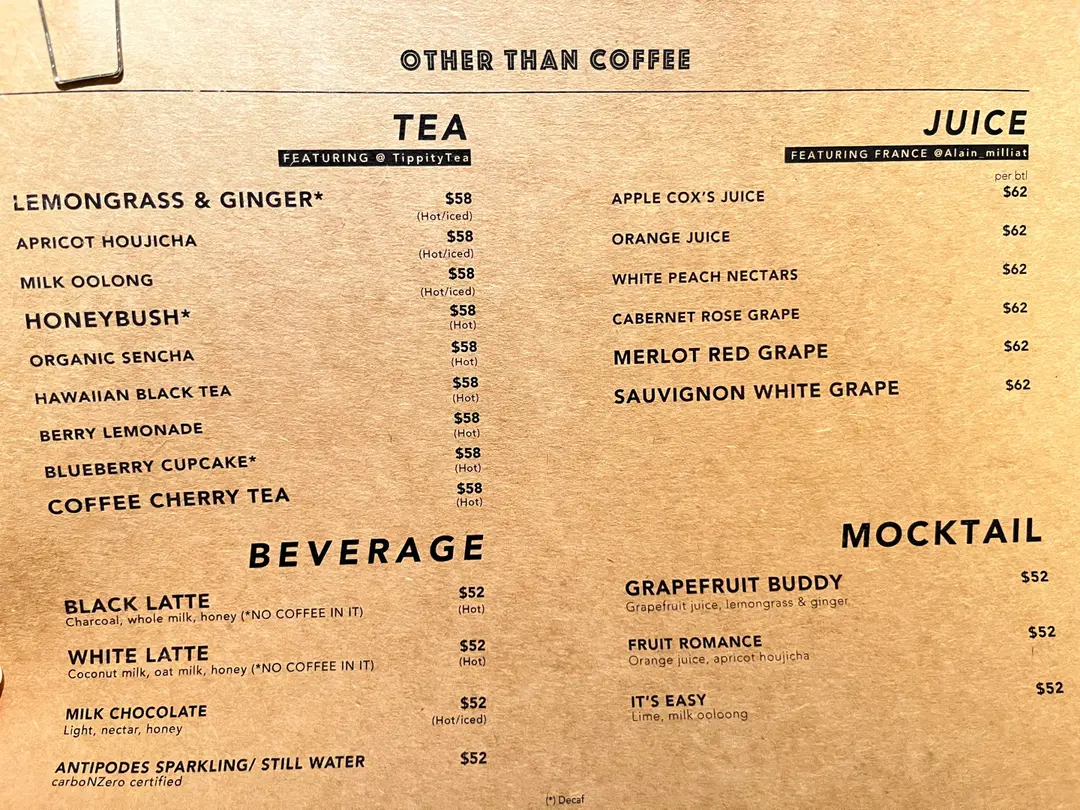 OTHER THAN COFFEE
TEA
FEATURING @ TippityTea
LEMONGRASS & GINGER* $58
(Hot/iced)
APRICOT HOUJICHA $58
(Hot/iced)
MILK OOLONG $58
(Hot/iced)
HONEYBUSH* $58
(Hot)
ORGANIC SENCHA $58
(Hot)
HAWAIIAN BLACK TEA $58
(Hot)
BERRY LEMONADE $58
(Hot)
BLUEBERRY CUPCAKE* $58
(Hot)
COFFEE CHERRY TEA $58
(Hot)
JUICE
FEATURING FRANCE @Alain_milliat
per btl
APPLE COX'S JUICE $62
ORANGE JUICE $62
WHITE PEACH NECTARS $62
CABERNET ROSE GRAPE $62
MERLOT RED GRAPE $62
SAUVIGNON WHITE GRAPE $62
BEVERAGE
BLACK LATTE $52
Charcoal, whole milk, honey (*NO COFFEE IN IT) (Hot)
WHITE LATTE $52
Coconut milk, oat milk, honey (*NO COFFEE IN IT) (Hot)
MILK CHOCOLATE $52
Light, nectar, honey (Hot/iced)
ANTIPODES SPARKLING/ STILL WATER $52
carboNZero certified
MOCKTAIL
GRAPEFRUIT BUDDY $52
Grapefruit juice, lemongrass & ginger
FRUIT ROMANCE $52
Orange juice, apricot houjicha
IT'S EASY $52
Lime, milk ooloong
(*) Decaf